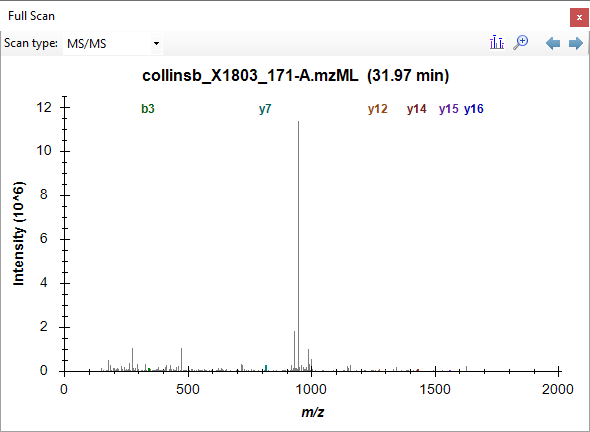 Full Scan
x
Scan type: MS/MS
collinsb_X1803_171-A.mzML (31.97 min)
b3 y7 y12 y14 y15 y16
Intensity (10^6)
12
10
8
6
4
2
0
0 500 1000 1500 2000
m/z